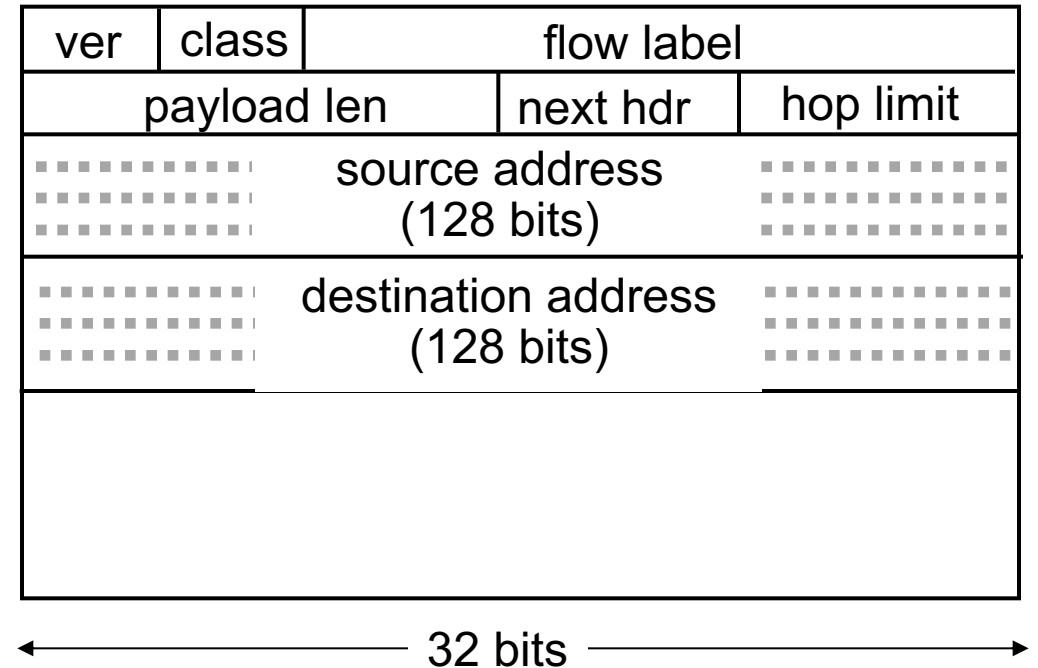 ver class flow label
payload len next hdr hop limit
source address
(128 bits)
destination address
(128 bits)
32 bits